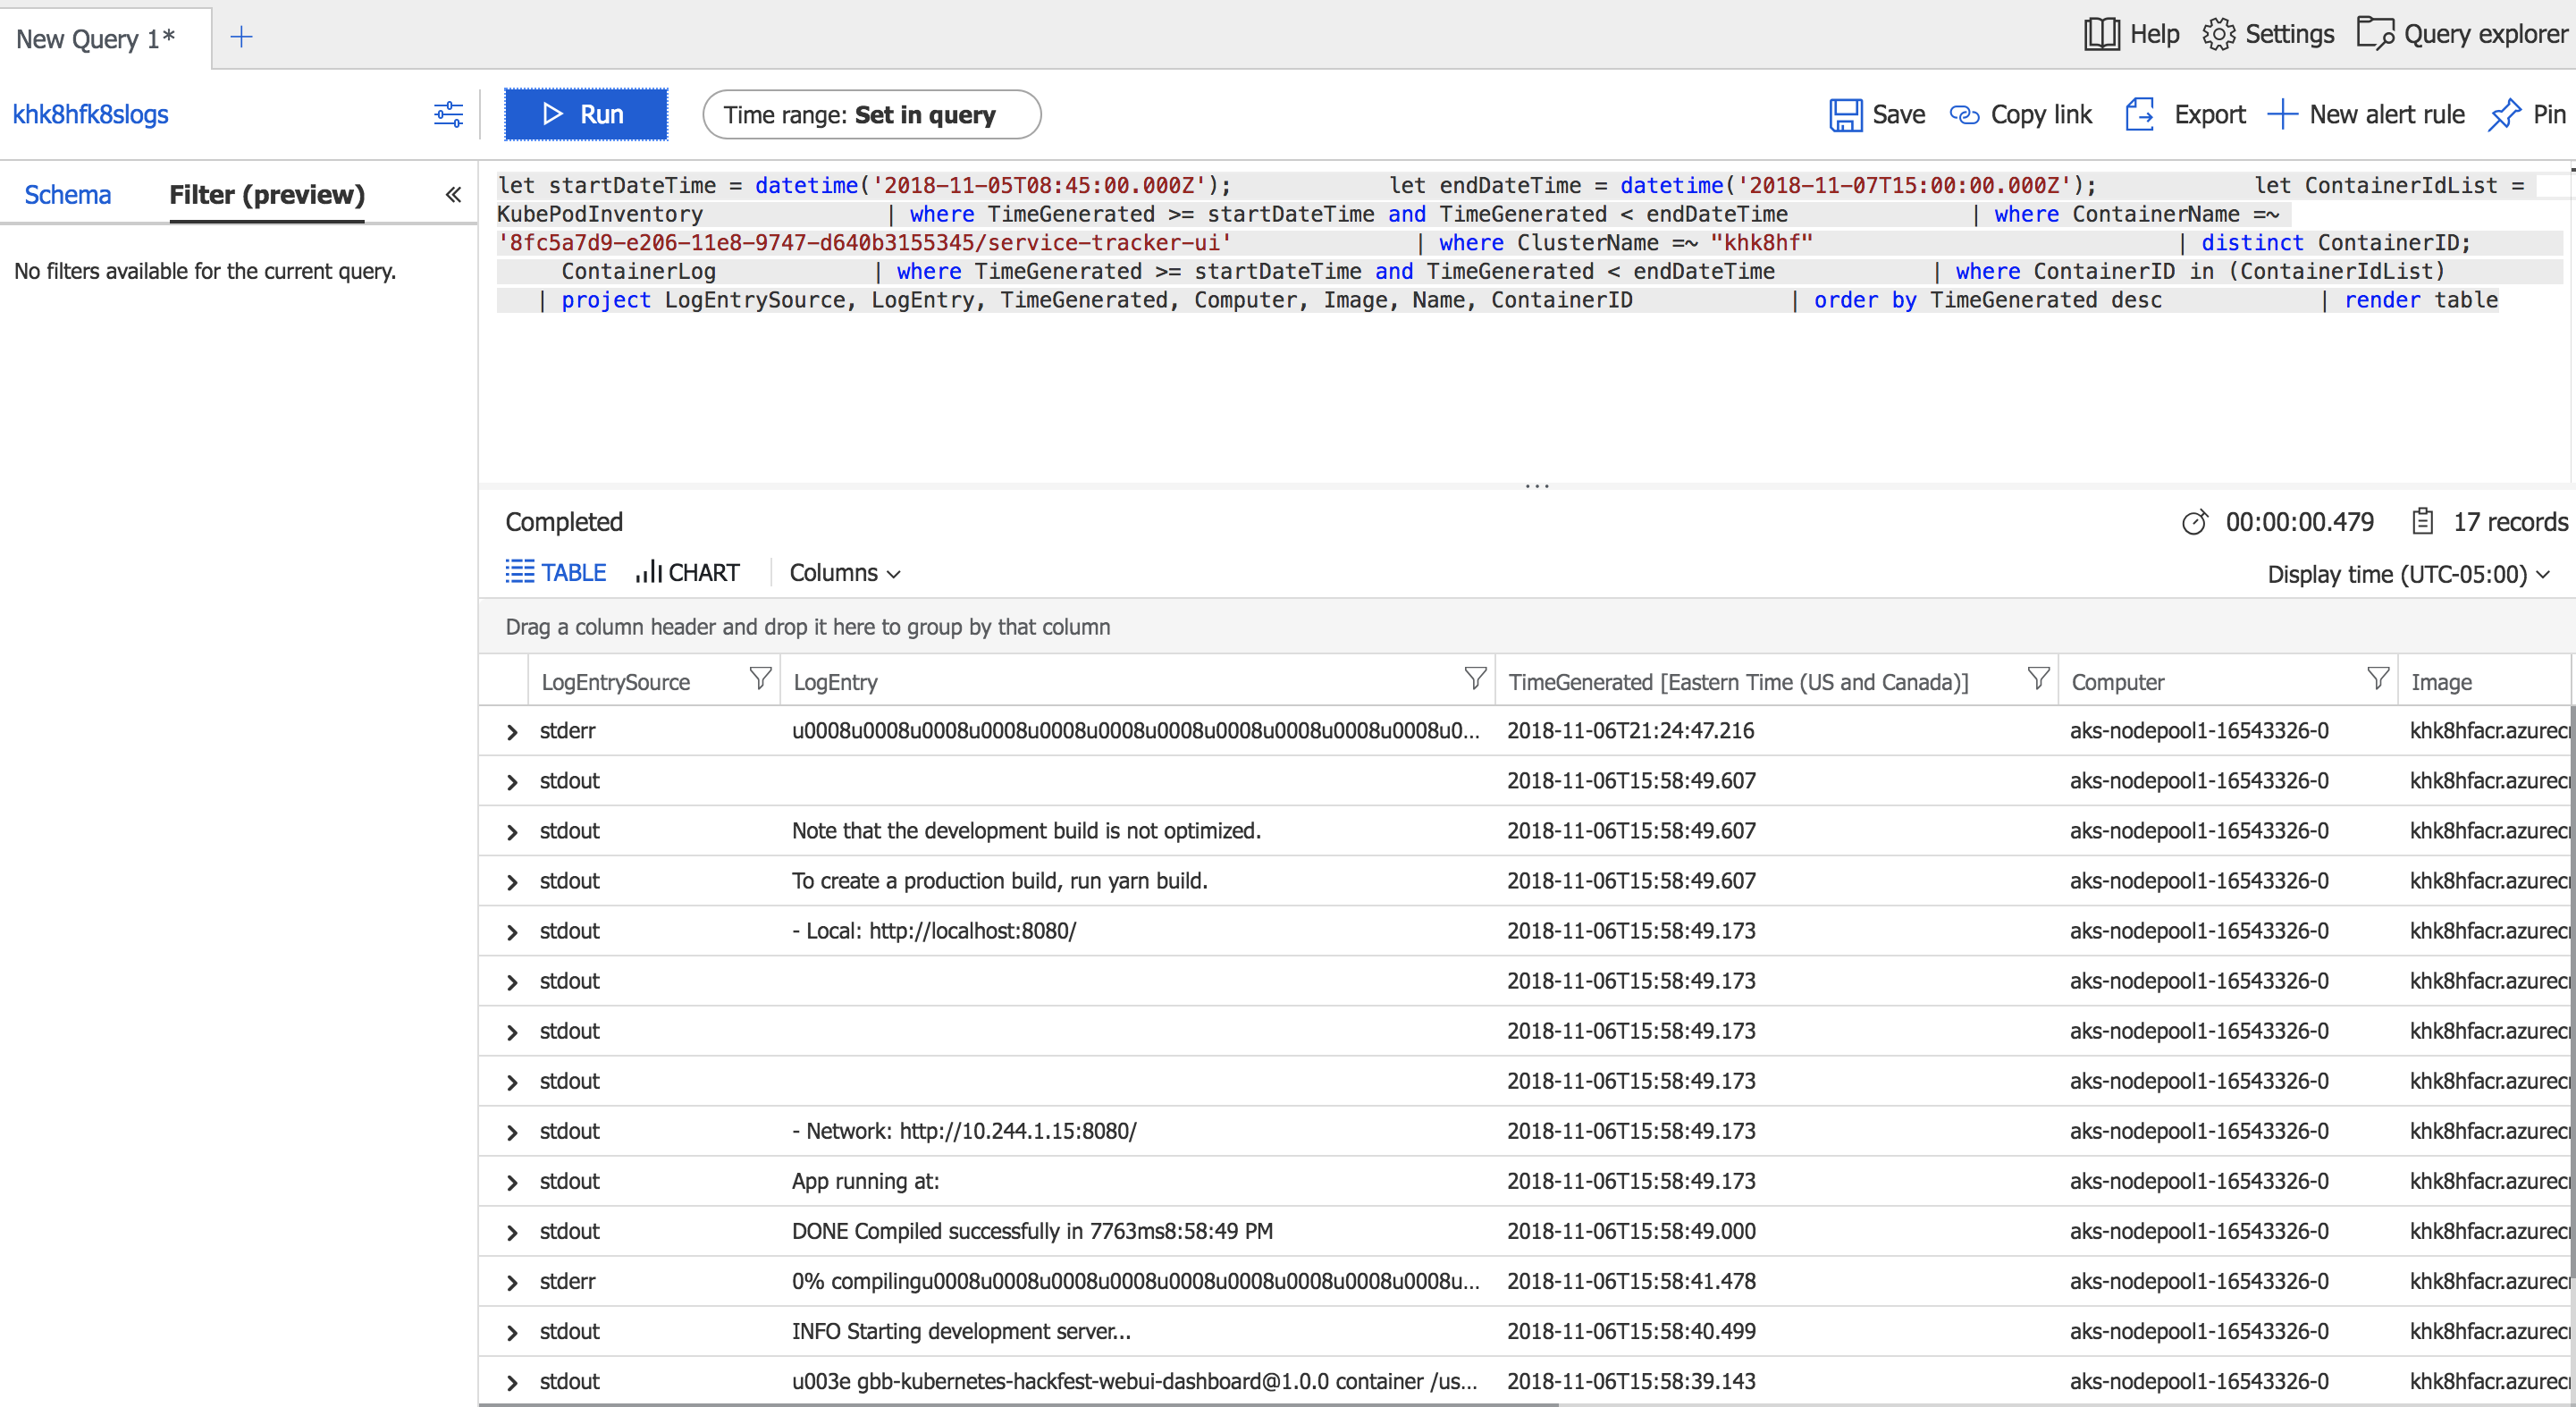 New Query 1* Help Settings Query explorer
khk8hfk8slogs Run Time range: Set in query Save Copy link Export New alert rule Pin
Schema Filter (preview) «
No filters available for the current query.
let startDateTime = datetime('2018-11-05T08:45:00.000Z'); let endDateTime = datetime('2018-11-07T15:00:00.000Z'); let ContainerIdList =
KubePodInventory | where TimeGenerated >= startDateTime and TimeGenerated < endDateTime | where ContainerName =~
'8fc5a7d9-e206-11e8-9747-d640b3155345/service-tracker-ui' | where ClusterName =~ "khk8hf" | distinct ContainerID;
ContainerLog | where TimeGenerated >= startDateTime and TimeGenerated < endDateTime | where ContainerID in (ContainerIdList)
| project LogEntrySource, LogEntry, TimeGenerated, Computer, Image, Name, ContainerID | order by TimeGenerated desc | render table
...
Completed 00:00:00.479 17 records
TABLE CHART Columns Display time (UTC-05:00)
Drag a column header and drop it here to group by that column
LogEntrySource LogEntry TimeGenerated [Eastern Time (US and Canada)] Computer Image
stderr u0008u0008u0008u0008u0008u0008u0008u0008u0008u0008u0008u0... 2018-11-06T21:24:47.216 aks-nodepool1-16543326-0 khk8hfacr.azurecr
stdout 2018-11-06T15:58:49.607 aks-nodepool1-16543326-0 khk8hfacr.azurecr
stdout Note that the development build is not optimized. 2018-11-06T15:58:49.607 aks-nodepool1-16543326-0 khk8hfacr.azurecr
stdout To create a production build, run yarn build. 2018-11-06T15:58:49.607 aks-nodepool1-16543326-0 khk8hfacr.azurecr
stdout - Local: http://localhost:8080/ 2018-11-06T15:58:49.173 aks-nodepool1-16543326-0 khk8hfacr.azurecr
stdout 2018-11-06T15:58:49.173 aks-nodepool1-16543326-0 khk8hfacr.azurecr
stdout 2018-11-06T15:58:49.173 aks-nodepool1-16543326-0 khk8hfacr.azurecr
stdout 2018-11-06T15:58:49.173 aks-nodepool1-16543326-0 khk8hfacr.azurecr
stdout - Network: http://10.244.1.15:8080/ 2018-11-06T15:58:49.173 aks-nodepool1-16543326-0 khk8hfacr.azurecr
stdout App running at: 2018-11-06T15:58:49.173 aks-nodepool1-16543326-0 khk8hfacr.azurecr
stdout DONE Compiled successfully in 7763ms8:58:49 PM 2018-11-06T15:58:49.000 aks-nodepool1-16543326-0 khk8hfacr.azurecr
stderr 0% compilingu0008u0008u0008u0008u0008u0008u0008u0008u0008u... 2018-11-06T15:58:41.478 aks-nodepool1-16543326-0 khk8hfacr.azurecr
stdout INFO Starting development server... 2018-11-06T15:58:40.499 aks-nodepool1-16543326-0 khk8hfacr.azurecr
stdout u003e gbb-kubernetes-hackfest-webui-dashboard@1.0.0 container /us... 2018-11-06T15:58:39.143 aks-nodepool1-16543326-0 khk8hfacr.azurecr